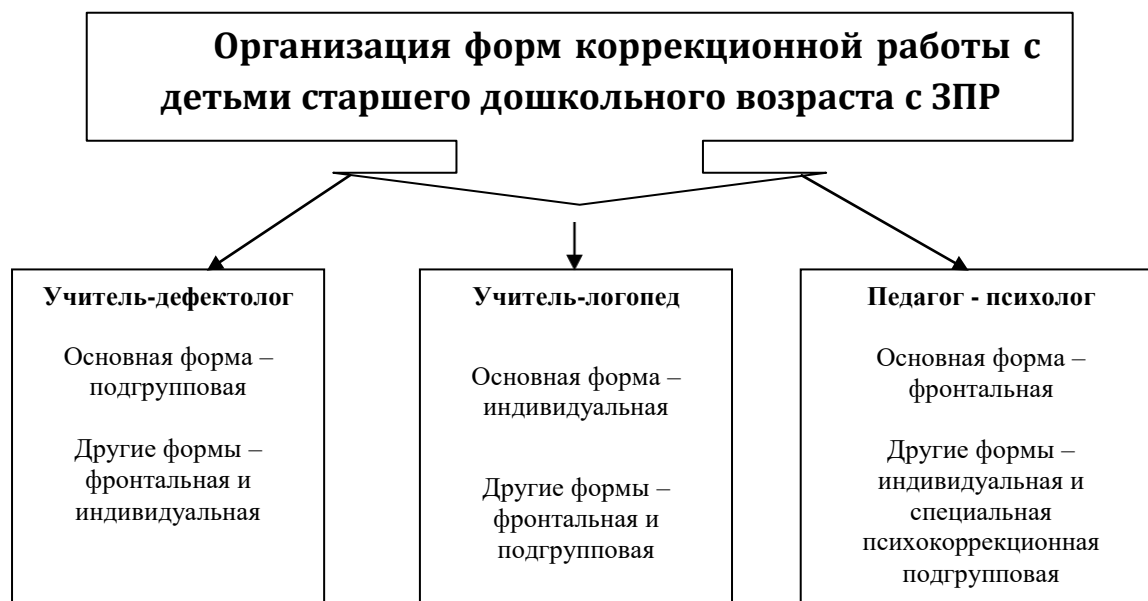 Организация форм коррекционной работы с
детьми старшего дошкольного возраста с ЗПР
Учитель-дефектолог
Основная форма –
подгрупповая
Другие формы –
фронтальная и
индивидуальная
Учитель-логопед
Основная форма –
индивидуальная
Другие формы –
фронтальная и
подгрупповая
Педагог - психолог
Основная форма –
фронтальная
Другие формы –
индивидуальная и
специальная
психокоррекционная
подгрупповая